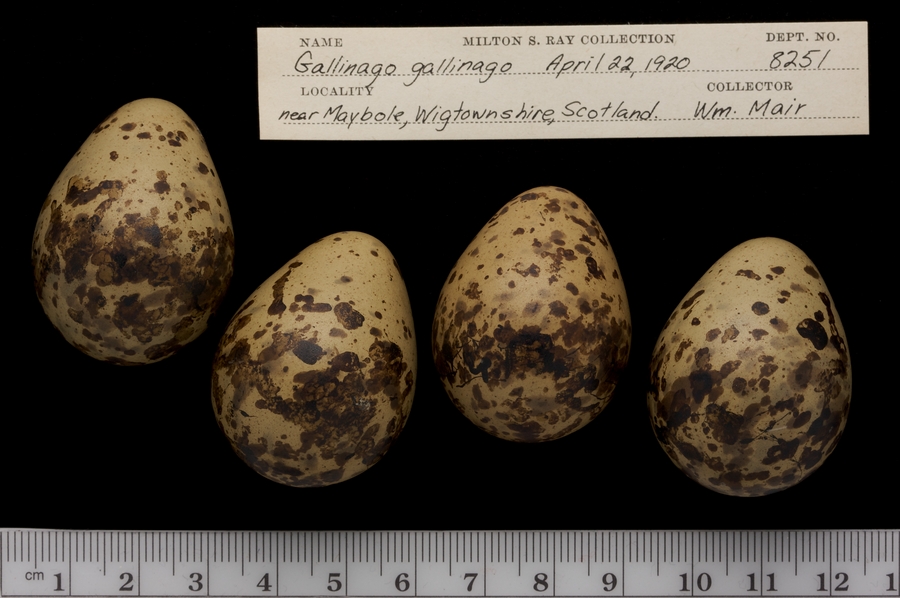 NAME MILTON S. RAY COLLECTION DEPT. NO.
Gallinago gallinago April 22, 1920 8251
LOCALITY COLLECTOR
near Maybole, Wigtownshire, Scotland. Wm. Mair
cm 1 2 3 4 5 6 7 8 9 10 11 12 1